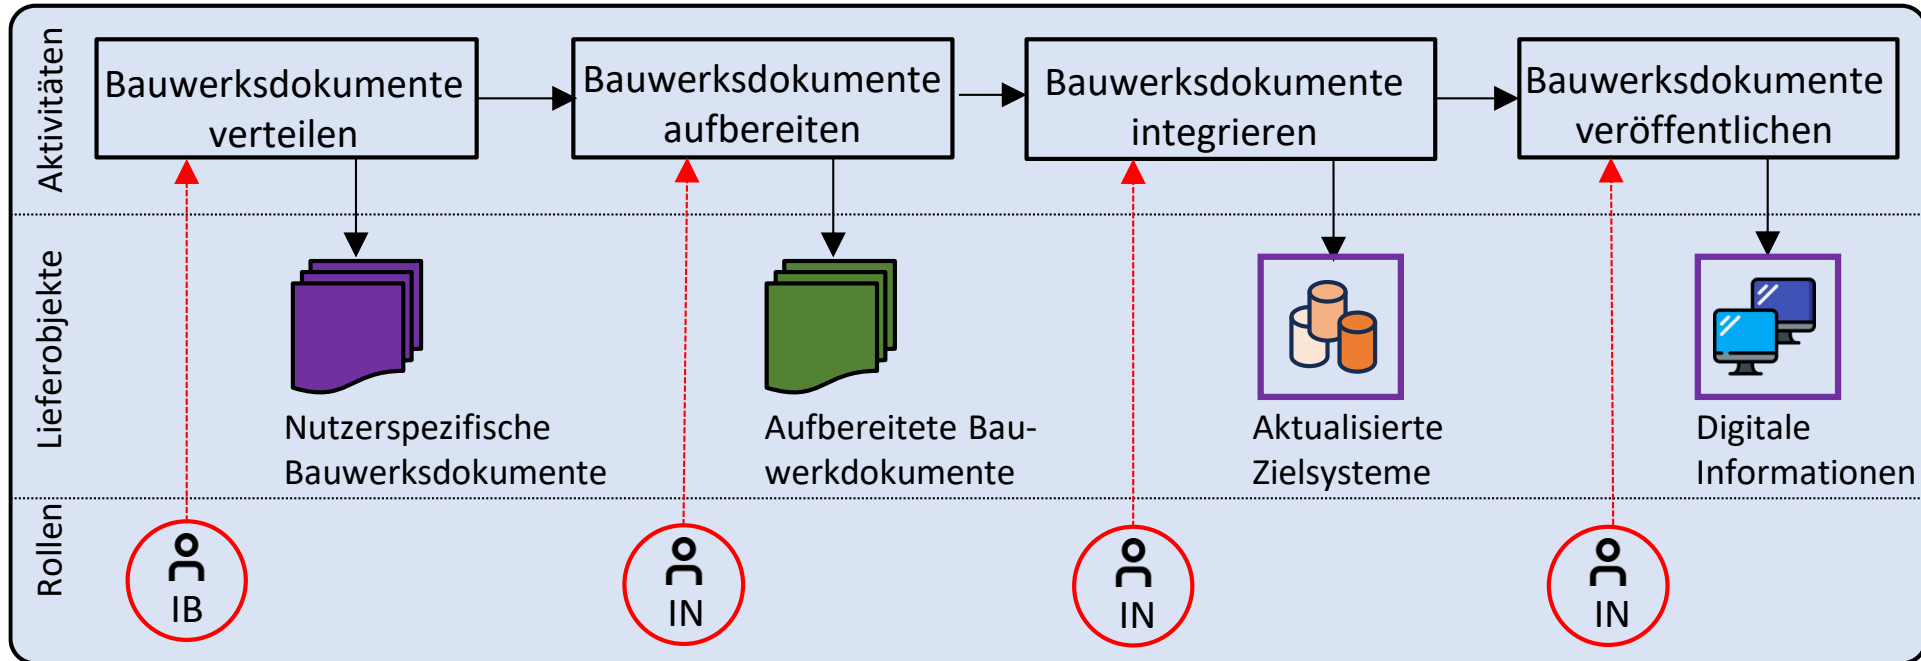 Aktivitäten
Bauwerksdokumente
verteilen
Bauwerksdokumente
aufbereiten
Bauwerksdokumente
integrieren
Bauwerksdokumente
veröffentlichen
Lieferobjekte
Nutzerspezifische
Bauwerksdokumente
Aufbereitete Bau-
werkdokumente
Aktualisierte
Zielsysteme
Digitale
Informationen
Rollen
IB
IN
IN
IN